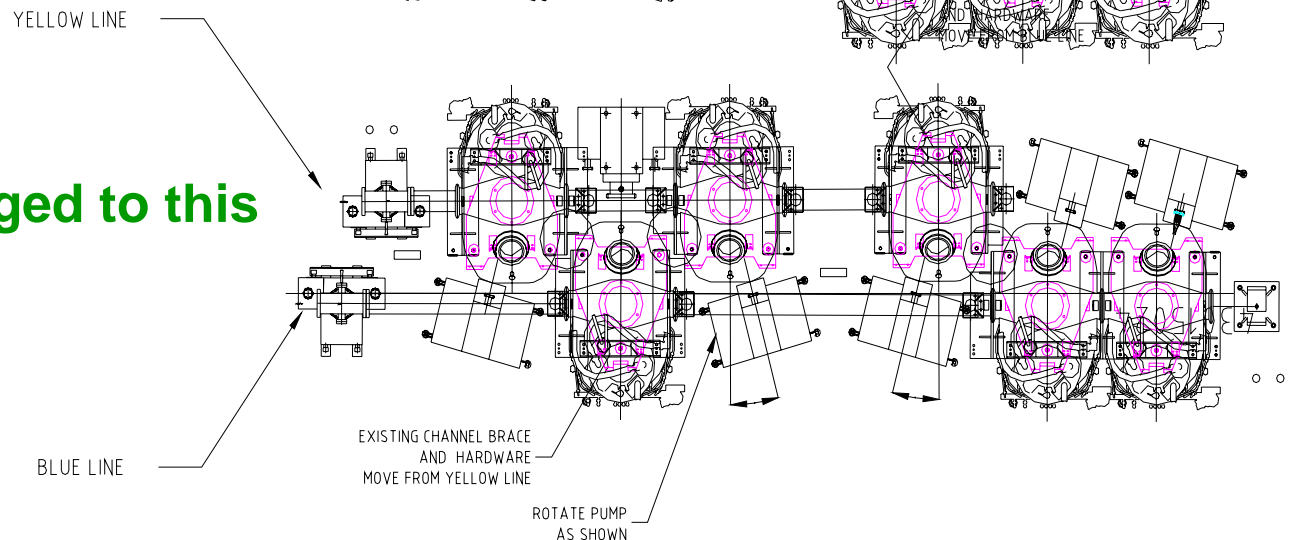 AND HARDWARE
MOVE FROM BLUE LINE
YELLOW LINE
ged to this
BLUE LINE
EXISTING CHANNEL BRACE
AND HARDWARE
MOVE FROM YELLOW LINE
ROTATE PUMP
AS SHOWN